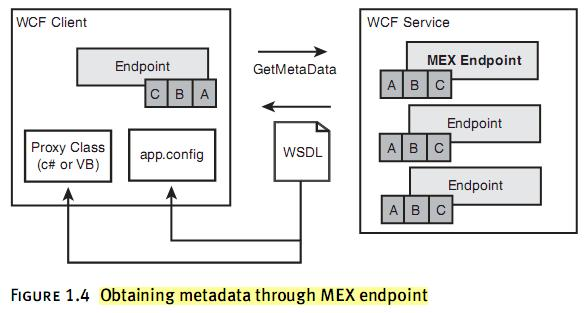 WCF Client
Endpoint
C B A
Proxy Class
(c# or VB)
app.config
GetMetaData
WSDL
WCF Service
MEX Endpoint
A B C
Endpoint
A B C
Endpoint
A B C
FIGURE 1.4 Obtaining metadata through MEX endpoint